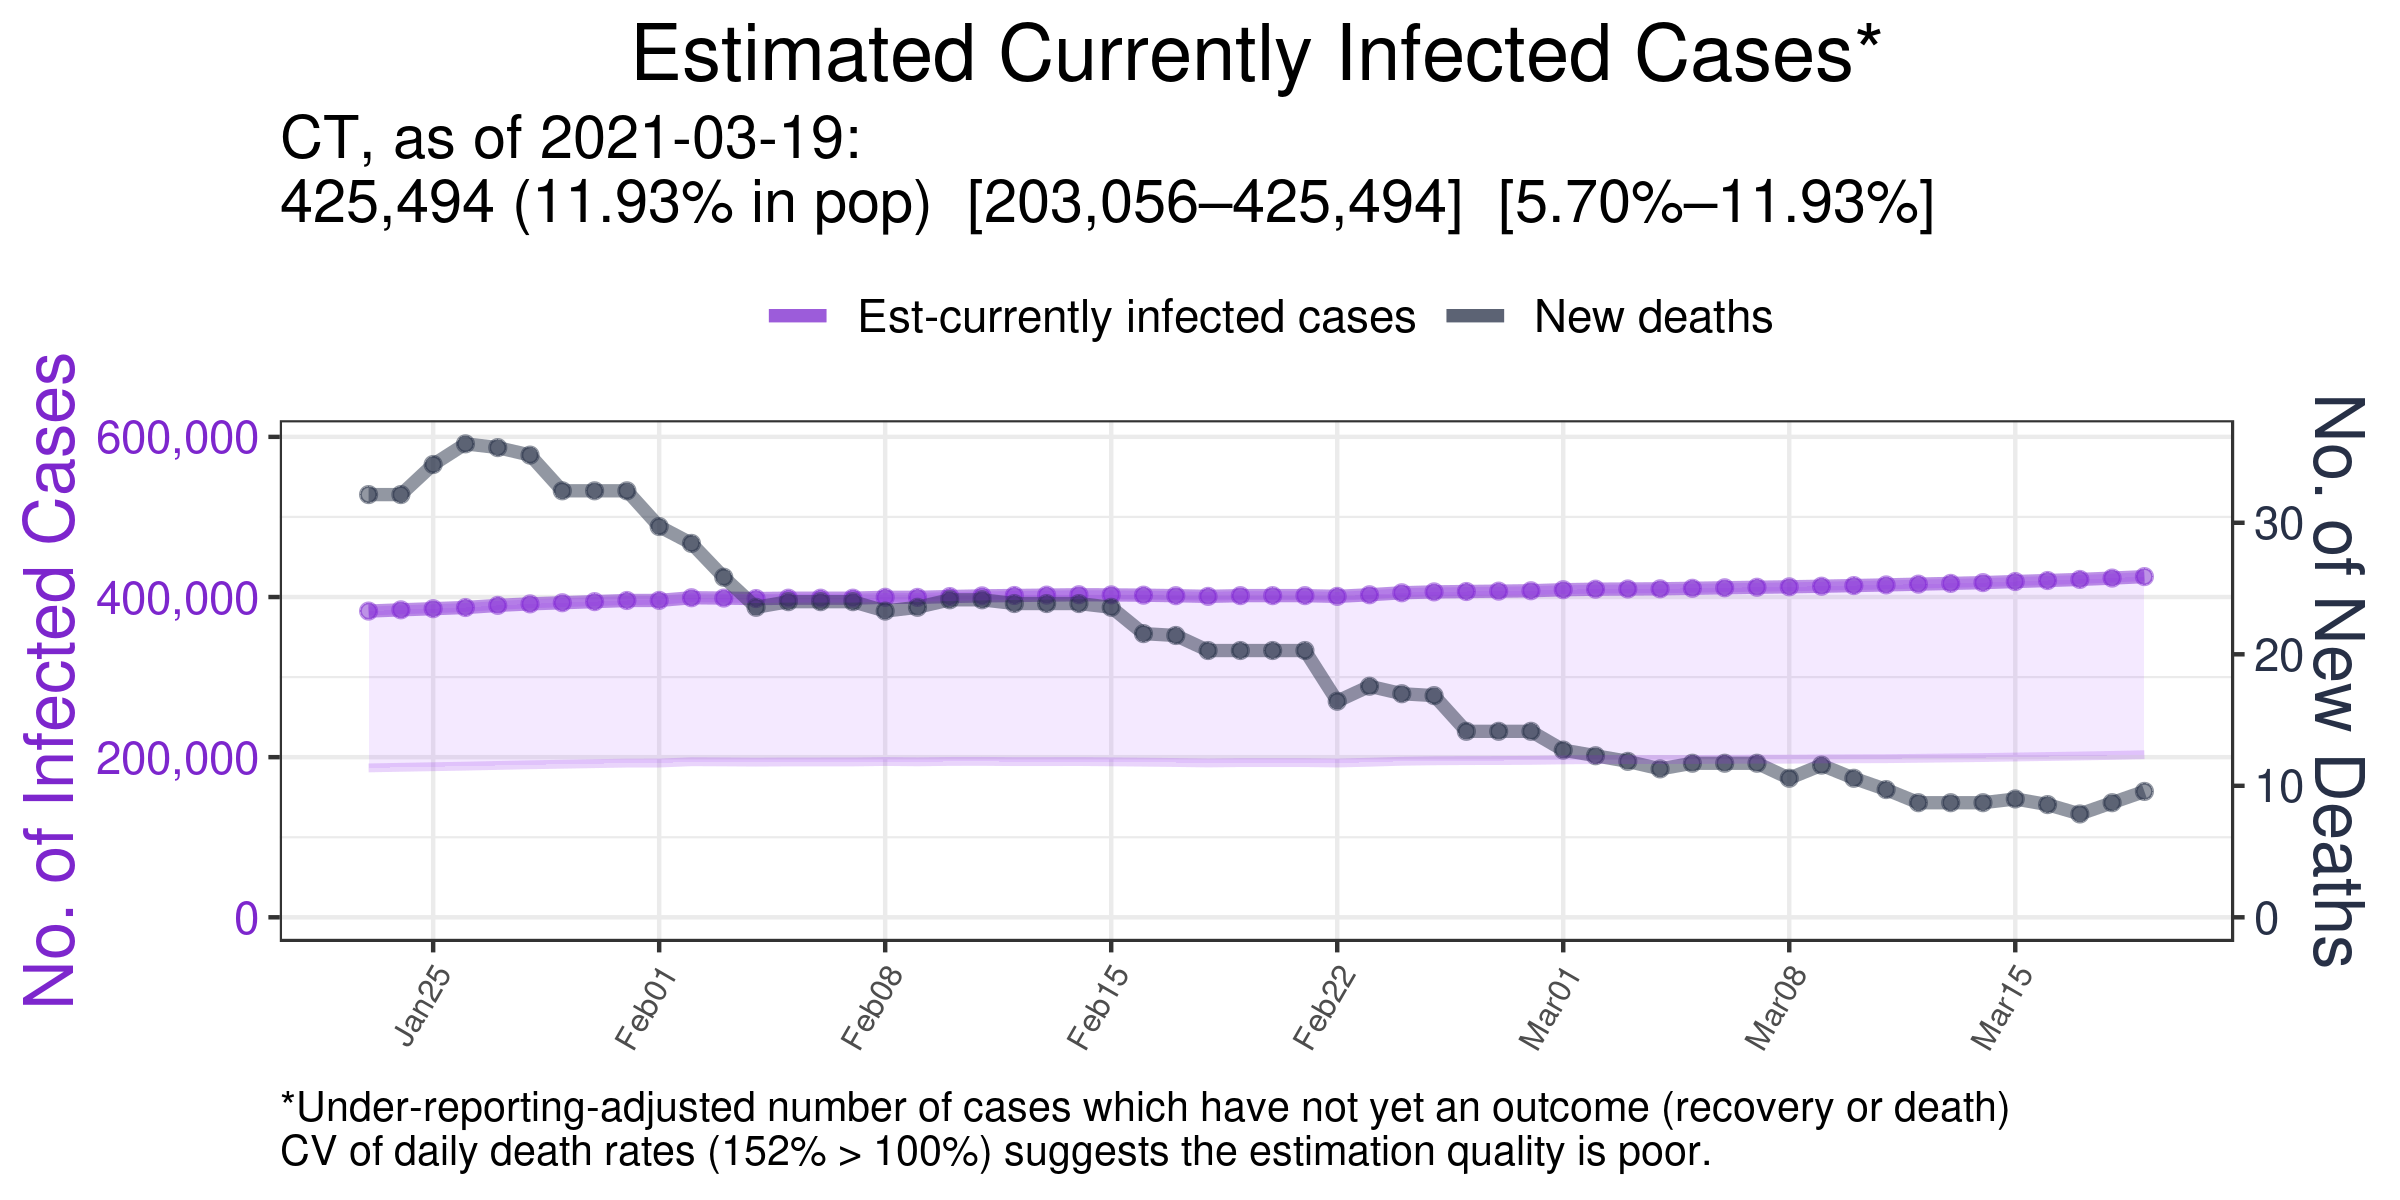 Estimated Currently Infected Cases*
CT, as of 2021-03-19:
425,494 (11.93% in pop)  [203,056–425,494]  [5.70%–11.93%]
Est-currently infected cases
New deaths
No. of Infected Cases
600,000
400,000
200,000
0
No. of New Deaths
30
20
10
0
Jan25
Feb01
Feb08
Feb15
Feb22
Mar01
Mar08
Mar15
*Under-reporting-adjusted number of cases which have not yet an outcome (recovery or death)
CV of daily death rates (152% > 100%) suggests the estimation quality is poor.